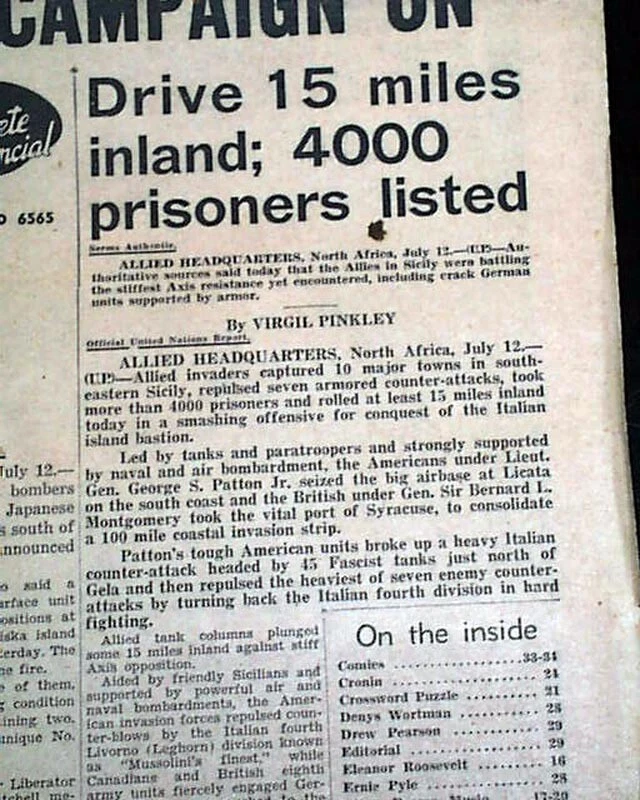 CAMPAIGN ON
Drive 15 miles
inland; 4000
prisoners listed
6565
ALLIED HEADQUARTERS, North Africa, July 12.—(UP)—Au-
thoritative sources said today that the Allies in Sicily were battling
the stiffest Axis resistance yet encountered, including crack German
units supported by armor.
By VIRGIL PINKLEY
Official United Nations Report.
ALLIED HEADQUARTERS, North Africa, July 12.—
(UP)—Allied invaders captured 10 major towns in south-
eastern Sicily, repulsed seven armored counter-attacks, took
more than 4000 prisoners and rolled at least 15 miles inland
today in a smashing offensive for conquest of the Italian
island bastion.
Led by tanks and paratroopers and strongly supported
by naval and air bombardment, the Americans under Lieut.
Gen. George S. Patton Jr. seized the big airbase at Licata
on the south coast and the British under Gen. Sir Bernard L.
Montgomery took the vital port of Syracuse, to consolidate
a 100 mile coastal invasion strip.
Patton's tough American units broke up a heavy Italian
counter-attack headed by 45 Fascist tanks just north of
Gela and then repulsed the heaviest of seven enemy counter-
attacks by turning back the Italian fourth division in hard
fighting.
Allied tank columns plunged
some 15 miles inland against stiff
Axis opposition.
Aided by friendly Sicilians and
supported by powerful air and
naval bombardments, the Amer-
ican invasion forces repulsed coun-
ter-blows by the Italian fourth
Livorno (Leghorn) division known
as "Mussolini's finest," while
Canadians and British eighth
army units fiercely engaged Ger-
On the inside
Comics 33-34
Cronin 24
Crossword Puzzle 21
Denys Wortman 28
Drew Pearson 29
Editorial 29
Eleanor Roosevelt 16
Ernie Pyle 28
17-20
July 12.—
bombers
Japanese
south of
announced
said a
surface unit
positions at
island
The
fire.
of them,
condition
two.
unique No.
Liberator